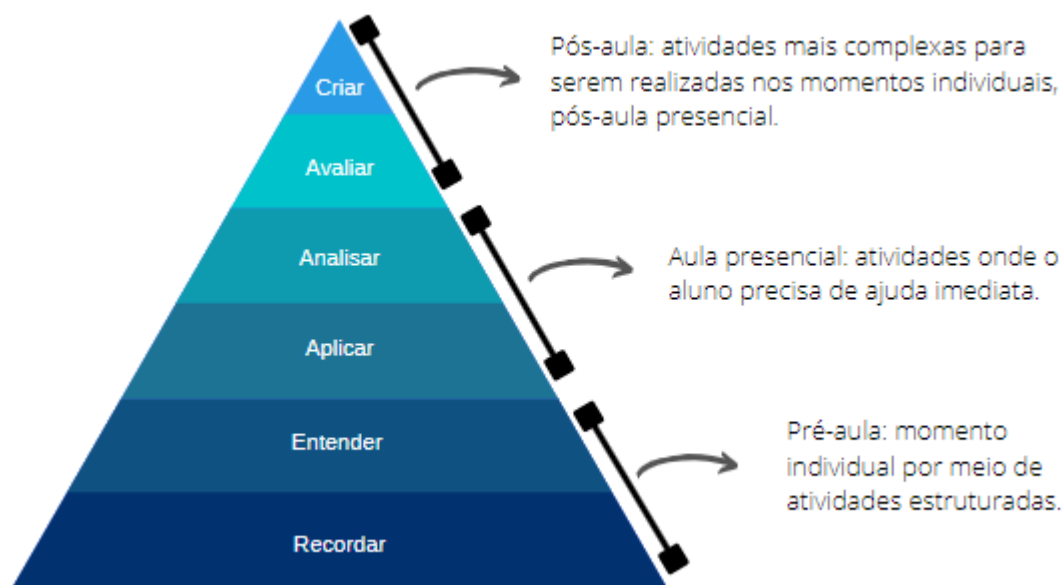 Criar
Pós-aula: atividades mais complexas para
serem realizadas nos momentos individuais,
pós-aula presencial.
Avaliar
Analisar
Aula presencial: atividades onde o
aluno precisa de ajuda imediata.
Aplicar
Entender
Pré-aula: momento
individual por meio de
atividades estruturadas.
Recordar